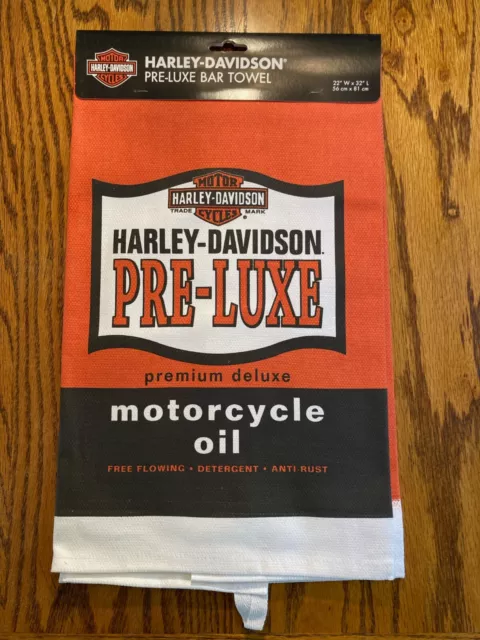 MOTOR
HARLEY-DAVIDSON
CYCLES
HARLEY-DAVIDSON®
PRE-LUXE BAR TOWEL
22" W x 32" L
56 cm x 81 cm
MOTOR
HARLEY-DAVIDSON
TRADE MARK
CYCLES®
HARLEY-DAVIDSON.
PRE-LUXE
premium deluxe
motorcycle
oil
FREE FLOWING • DETERGENT • ANTI-RUST